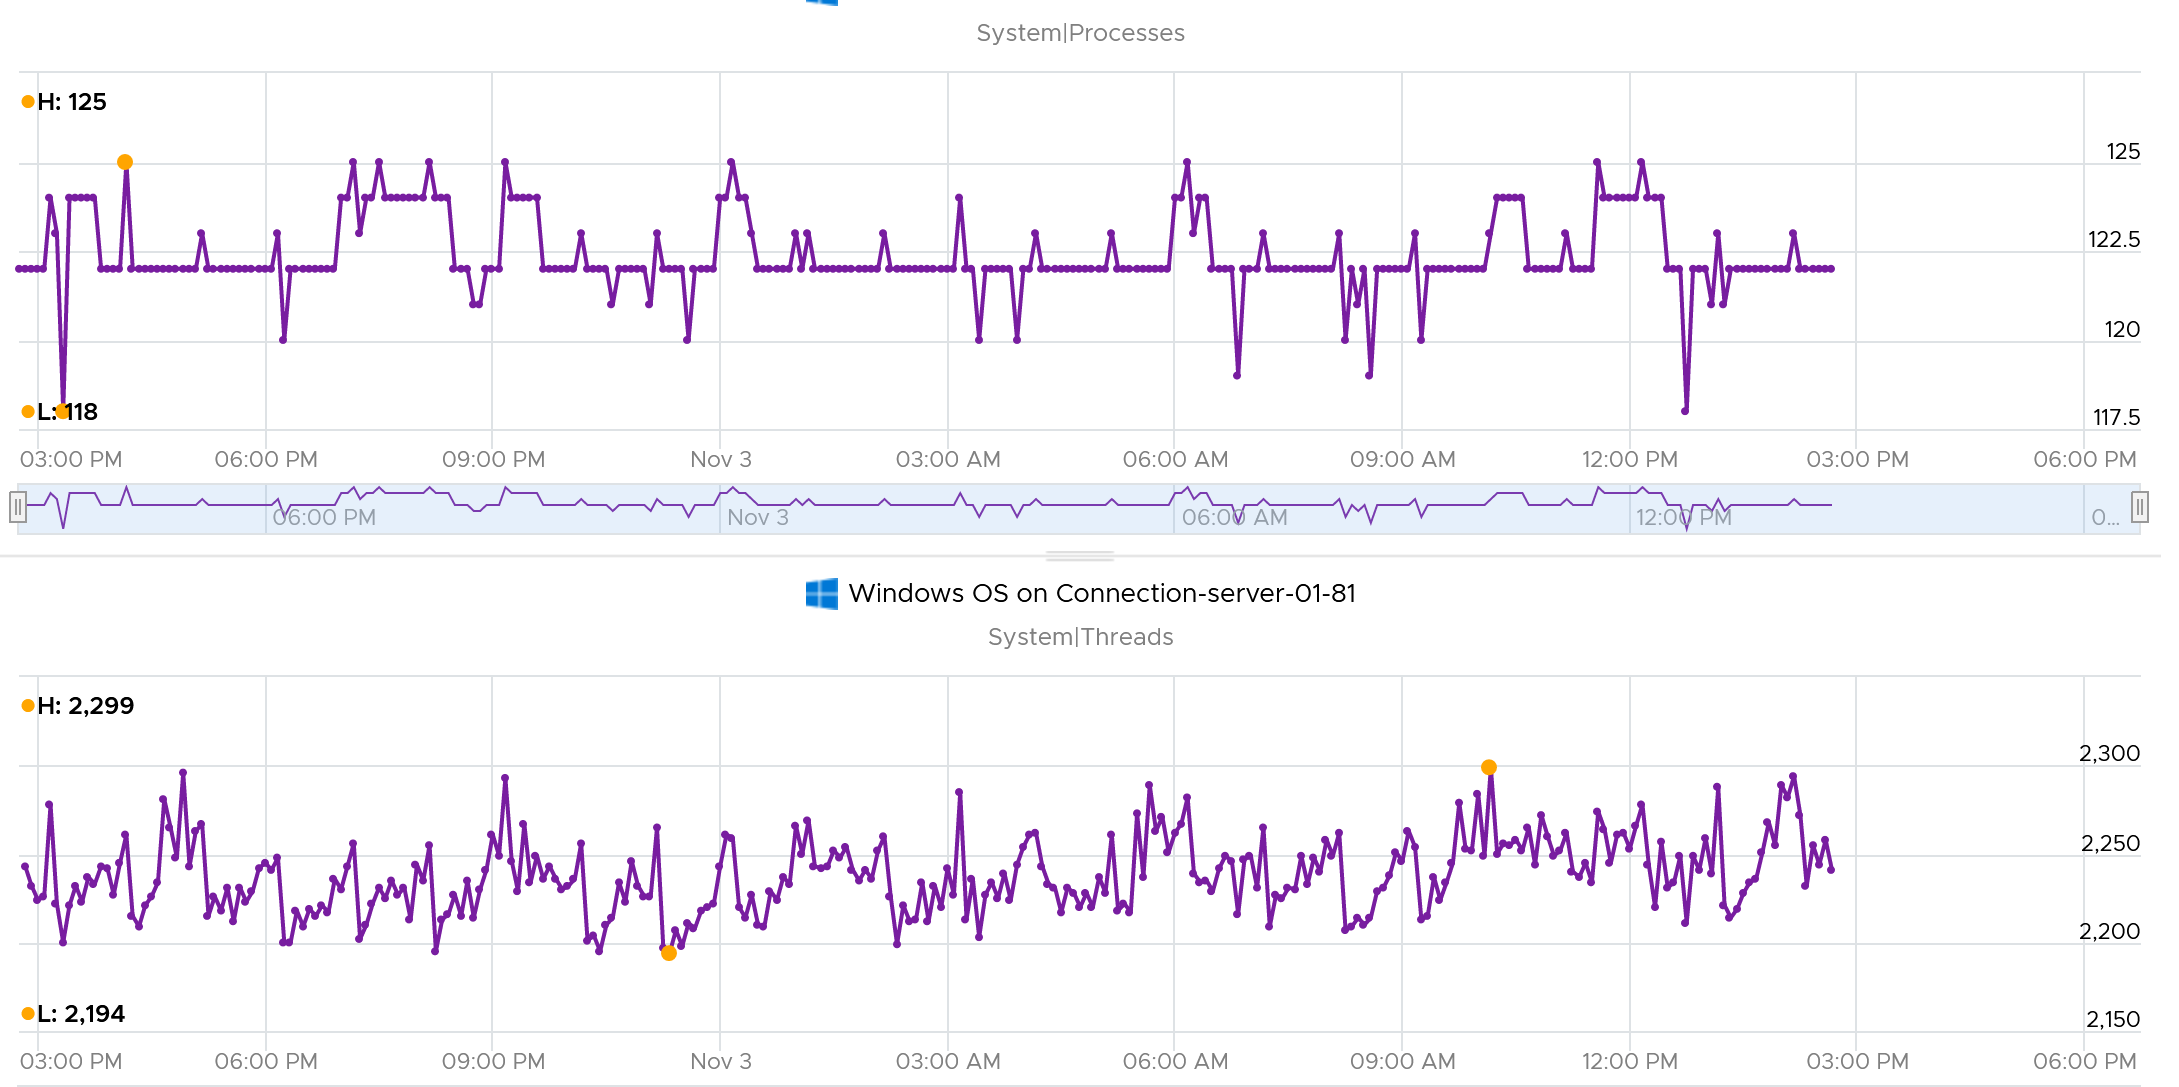 System|Processes
H: 125
125
122.5
120
L: 118
117.5
03:00 PM 06:00 PM 09:00 PM Nov 3 03:00 AM 06:00 AM 09:00 AM 12:00 PM 03:00 PM 06:00 PM
06:00 PM Nov 3 06:00 AM 12:00 PM 0...
Windows OS on Connection-server-01-81
System|Threads
H: 2,299
2,300
2,250
2,200
L: 2,194
2,150
03:00 PM 06:00 PM 09:00 PM Nov 3 03:00 AM 06:00 AM 09:00 AM 12:00 PM 03:00 PM 06:00 PM